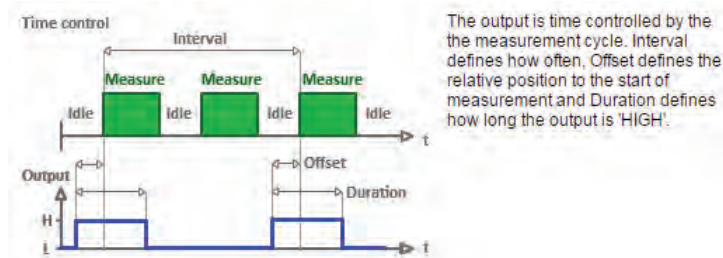 Time control
Interval
Measure Measure Measure
Idle Idle Idle Idle
t
Offset
Output
Duration
H
L
t
The output is time controlled by the
the measurement cycle. Interval
defines how often, Offset defines the
relative position to the start of
measurement and Duration defines
how long the output is 'HIGH'.